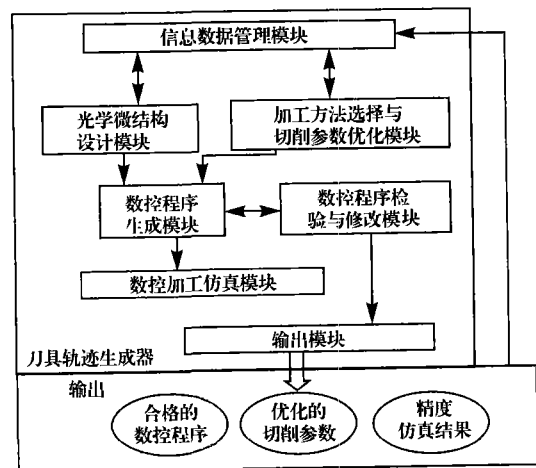 信息数据管理模块
光学微结构
设计模块
加工方法选择与
切削参数优化模块
数控程序
生成模块
数控程序检
验与修改模块
数控加工仿真模块
输出模块
刀具轨迹生成器
输出
合格的
数控程序
优化的
切削参数
精度
仿真结果